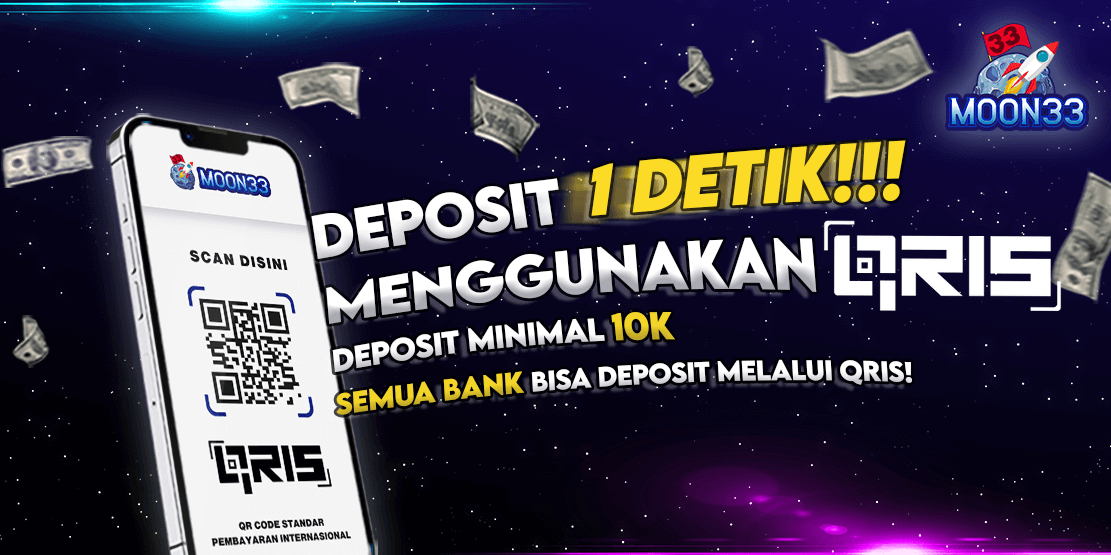 33
MOON33
MOON33
SCAN DISINI
QRIS
QR CODE STANDAR
PEMBAYARAN INTERNASIONAL
DEPOSIT 1 DETIK!!!
MENGGUNAKAN QRIS
DEPOSIT MINIMAL 10K
SEMUA BANK BISA DEPOSIT MELALUI QRIS!